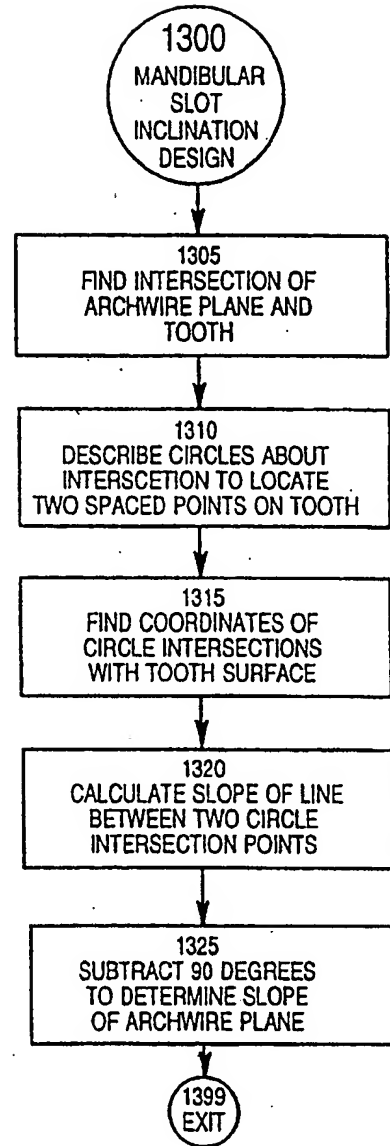 1300
MANDIBULAR
SLOT
INCLINATION
DESIGN
1305
FIND INTERSECTION OF
ARCHWIRE PLANE AND
TOOTH
1310
DESCRIBE CIRCLES ABOUT
INTERSCETION TO LOCATE
TWO SPACED POINTS ON TOOTH
1315
FIND COORDINATES OF
CIRCLE INTERSECTIONS
WITH TOOTH SURFACE
1320
CALCULATE SLOPE OF LINE
BETWEEN TWO CIRCLE
INTERSECTION POINTS
1325
SUBTRACT 90 DEGREES
TO DETERMINE SLOPE
OF ARCHWIRE PLANE
1399
EXIT